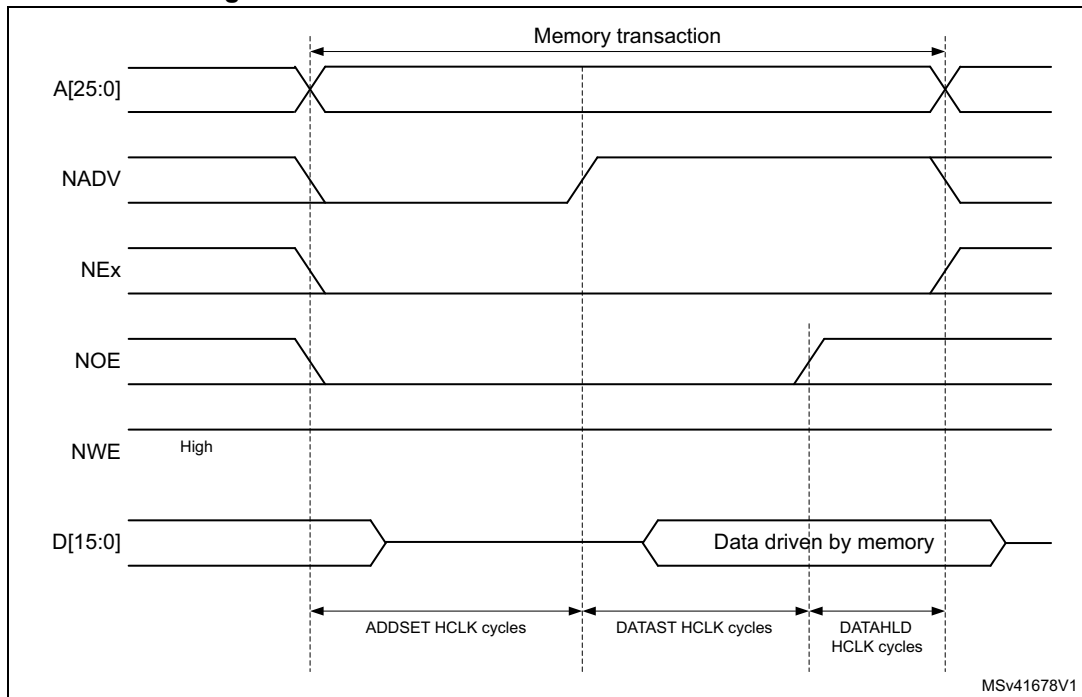 Memory transaction
A[25:0]
NADV
NEx
NOE
NWE
High
D[15:0]
Data driven by memory
ADDSET HCLK cycles
DATAST HCLK cycles
DATAHLD
HCLK cycles
MSv41678V1